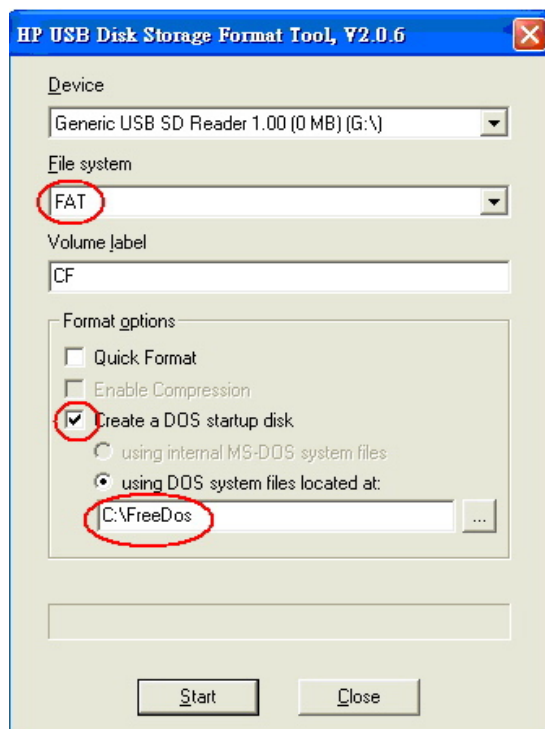 HP USB Disk Storage Format Tool, V2.0.6
Device
Generic USB SD Reader 1.00 (0 MB) (G:\)
File system
FAT
Volume label
CF
Format options
Quick Format
Enable Compression
Create a DOS startup disk
using internal MS-DOS system files
using DOS system files located at:
C:\FreeDos
...
Start
Close